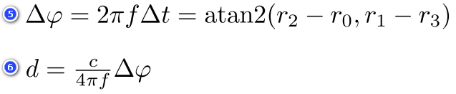 5 Δφ = 2πfΔt = atan2(r₂ − r₀, r₁ − r₃)
6 d = c/(4πf) Δφ